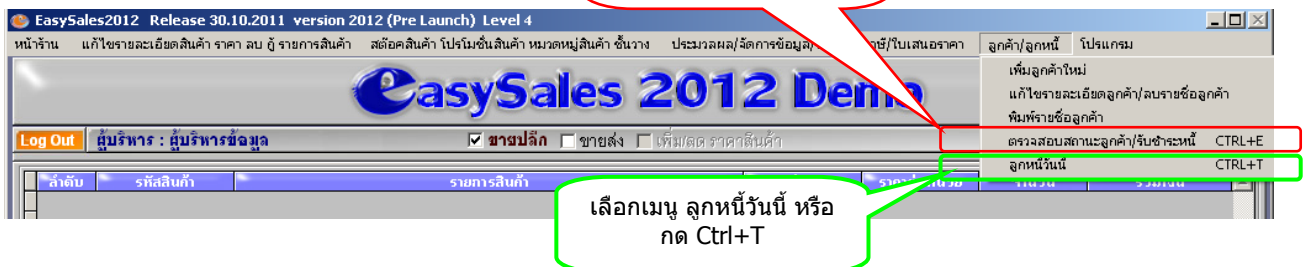 EasySales2012 Release 30.10.2011 version 2012 (Pre Launch) Level 4
หน้าร้าน แก้ไขรายละเอียดสินค้า ราคา ลบ กู้ รายการสินค้า สต๊อคสินค้า โปรโมชั่นสินค้า หมวดหมู่สินค้า ชั้นวาง ประมวลผล/จัดการข้อมูล/ /ใบเสนอราคา ลูกค้า/ลูกหนี้ โปรแกรม
easySales 2012 Demo
เพิ่มลูกค้าใหม่
แก้ไขรายละเอียดลูกค้า/ลบรายชื่อลูกค้า
พิมพ์รายชื่อลูกค้า
Log Out ผู้บริหาร : ผู้บริหารข้อมูล ขายปลีก ขายส่ง เพิ่ม/ลด ราคาสินค้า
ตรวจสอบสถานะลูกค้า/รับชำระหนี้ CTRL+E
ลูกหนี้วันนี้ CTRL+T
ลำดับ รหัสสินค้า รายการสินค้า
เลือกเมนู ลูกหนี้วันนี้ หรือ
กด Ctrl+T